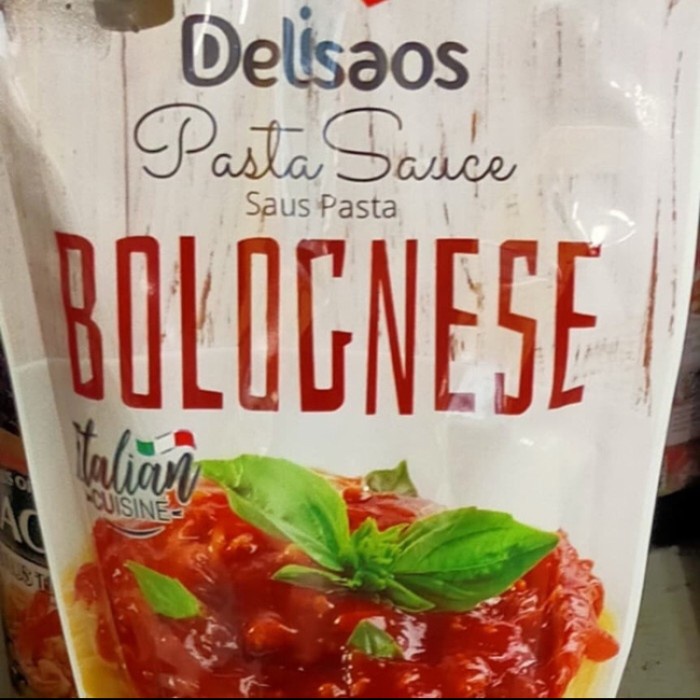 Delisaos
Pasta Sauce
Saus Pasta
BOLOGNESE
Italian
CUISINE